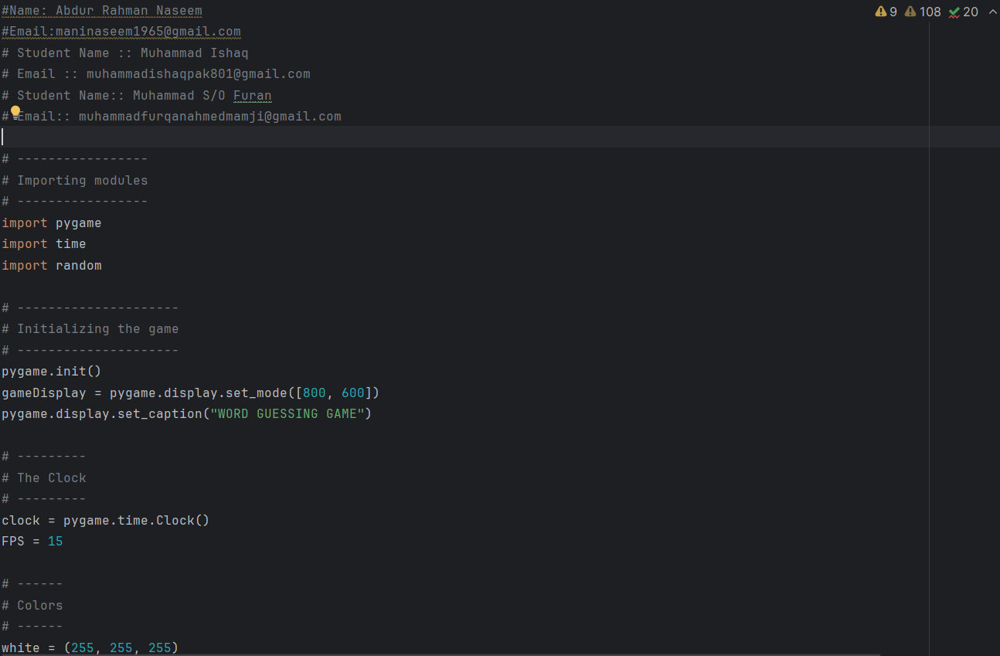 #Name: Abdur Rahman Naseem
#Email:maninaseem1965@gmail.com
# Student Name :: Muhammad Ishaq
# Email :: muhammadishaqpak801@gmail.com
# Student Name:: Muhammad S/O Furan
# Email:: muhammadfurqanahmedmamji@gmail.com
# -----------------
# Importing modules
# -----------------
import pygame
import time
import random
# ---------------------
# Initializing the game
# ---------------------
pygame.init()
gameDisplay = pygame.display.set_mode([800, 600])
pygame.display.set_caption("WORD GUESSING GAME")
# ---------
# The Clock
# ---------
clock = pygame.time.Clock()
FPS = 15
# ------
# Colors
# ------
white = (255, 255, 255)
9 108 20